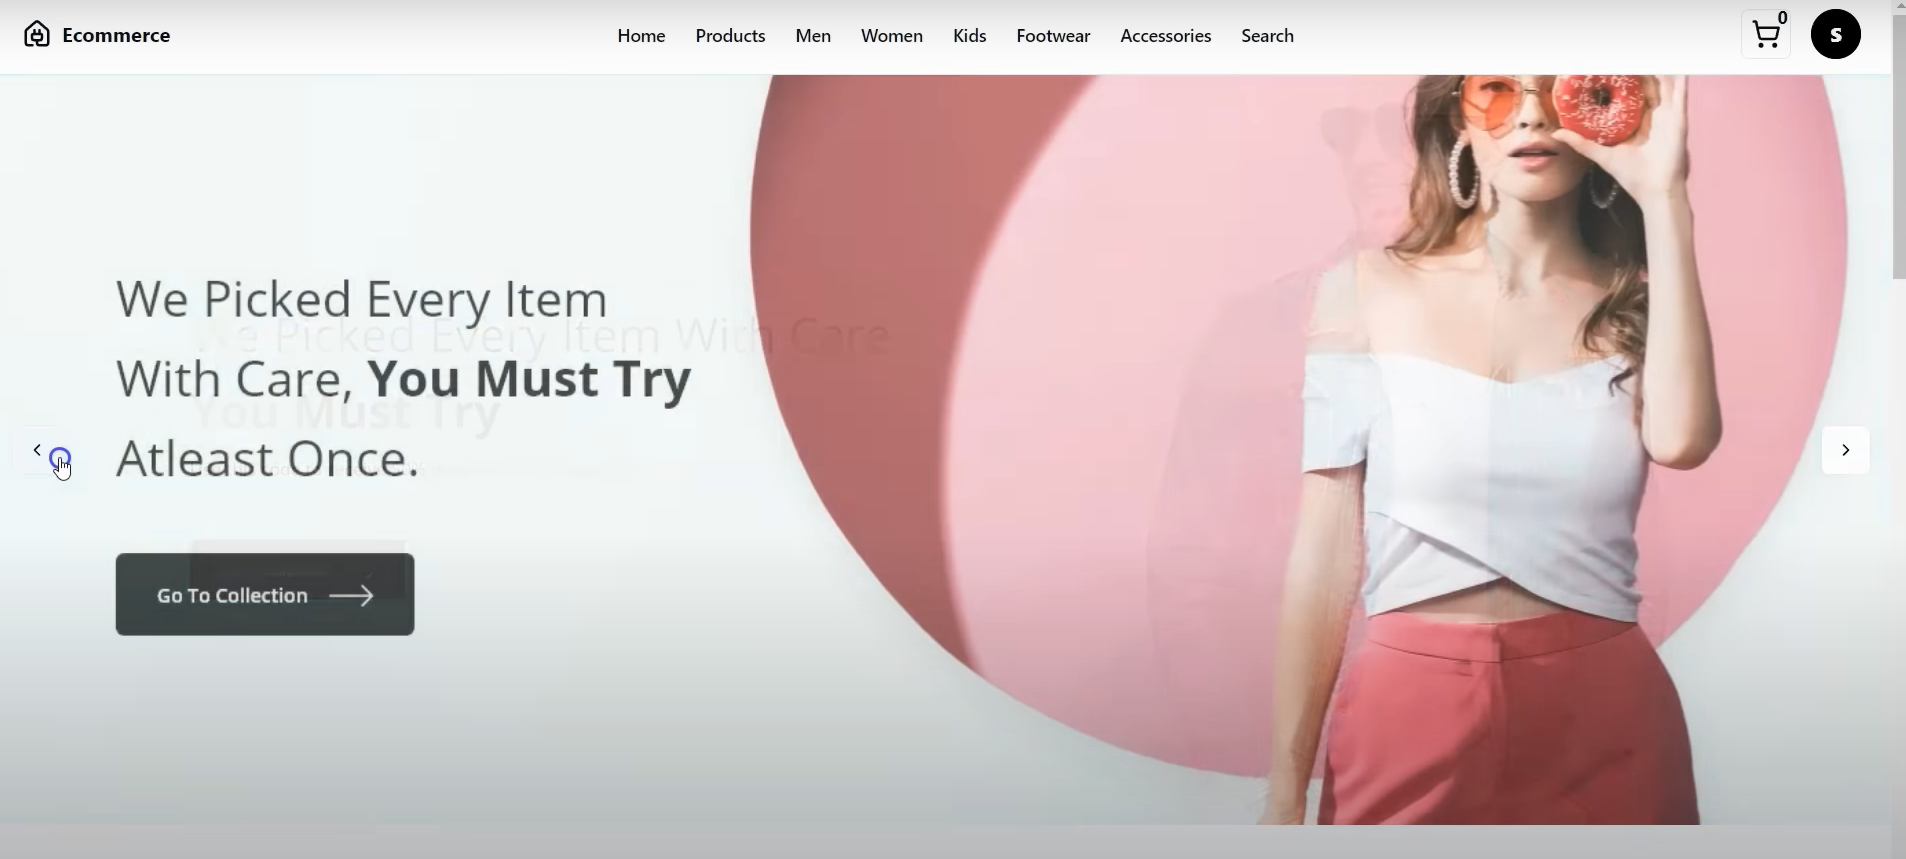 Ecommerce
Home Products Men Women Kids Footwear Accessories Search
0
S
We Picked Every Item
With Care, You Must Try
Atleast Once.
We Picked Every Item With Care
You Must Try
Go To Collection